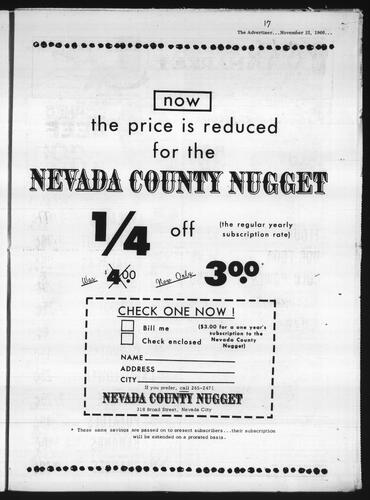 17
The Advertizer...November 23, 1960...
now
the price is reduced
for the
NEVADA COUNTY NUGGET
1/4 off (the regular yearly subscription rate)
Was $4.00 Now Only 3.00*
CHECK ONE NOW!
Bill me
Check enclosed
($3.00 for a one year's
subscription to the
Nevada County
Nugget)
NAME
ADDRESS
CITY
If you prefer, call 265-2471
NEVADA COUNTY NUGGET
318 Broad Street, Nevada City
* These same savings are passed on to present subscribers...their subscription
will be extended on a prorated basis.